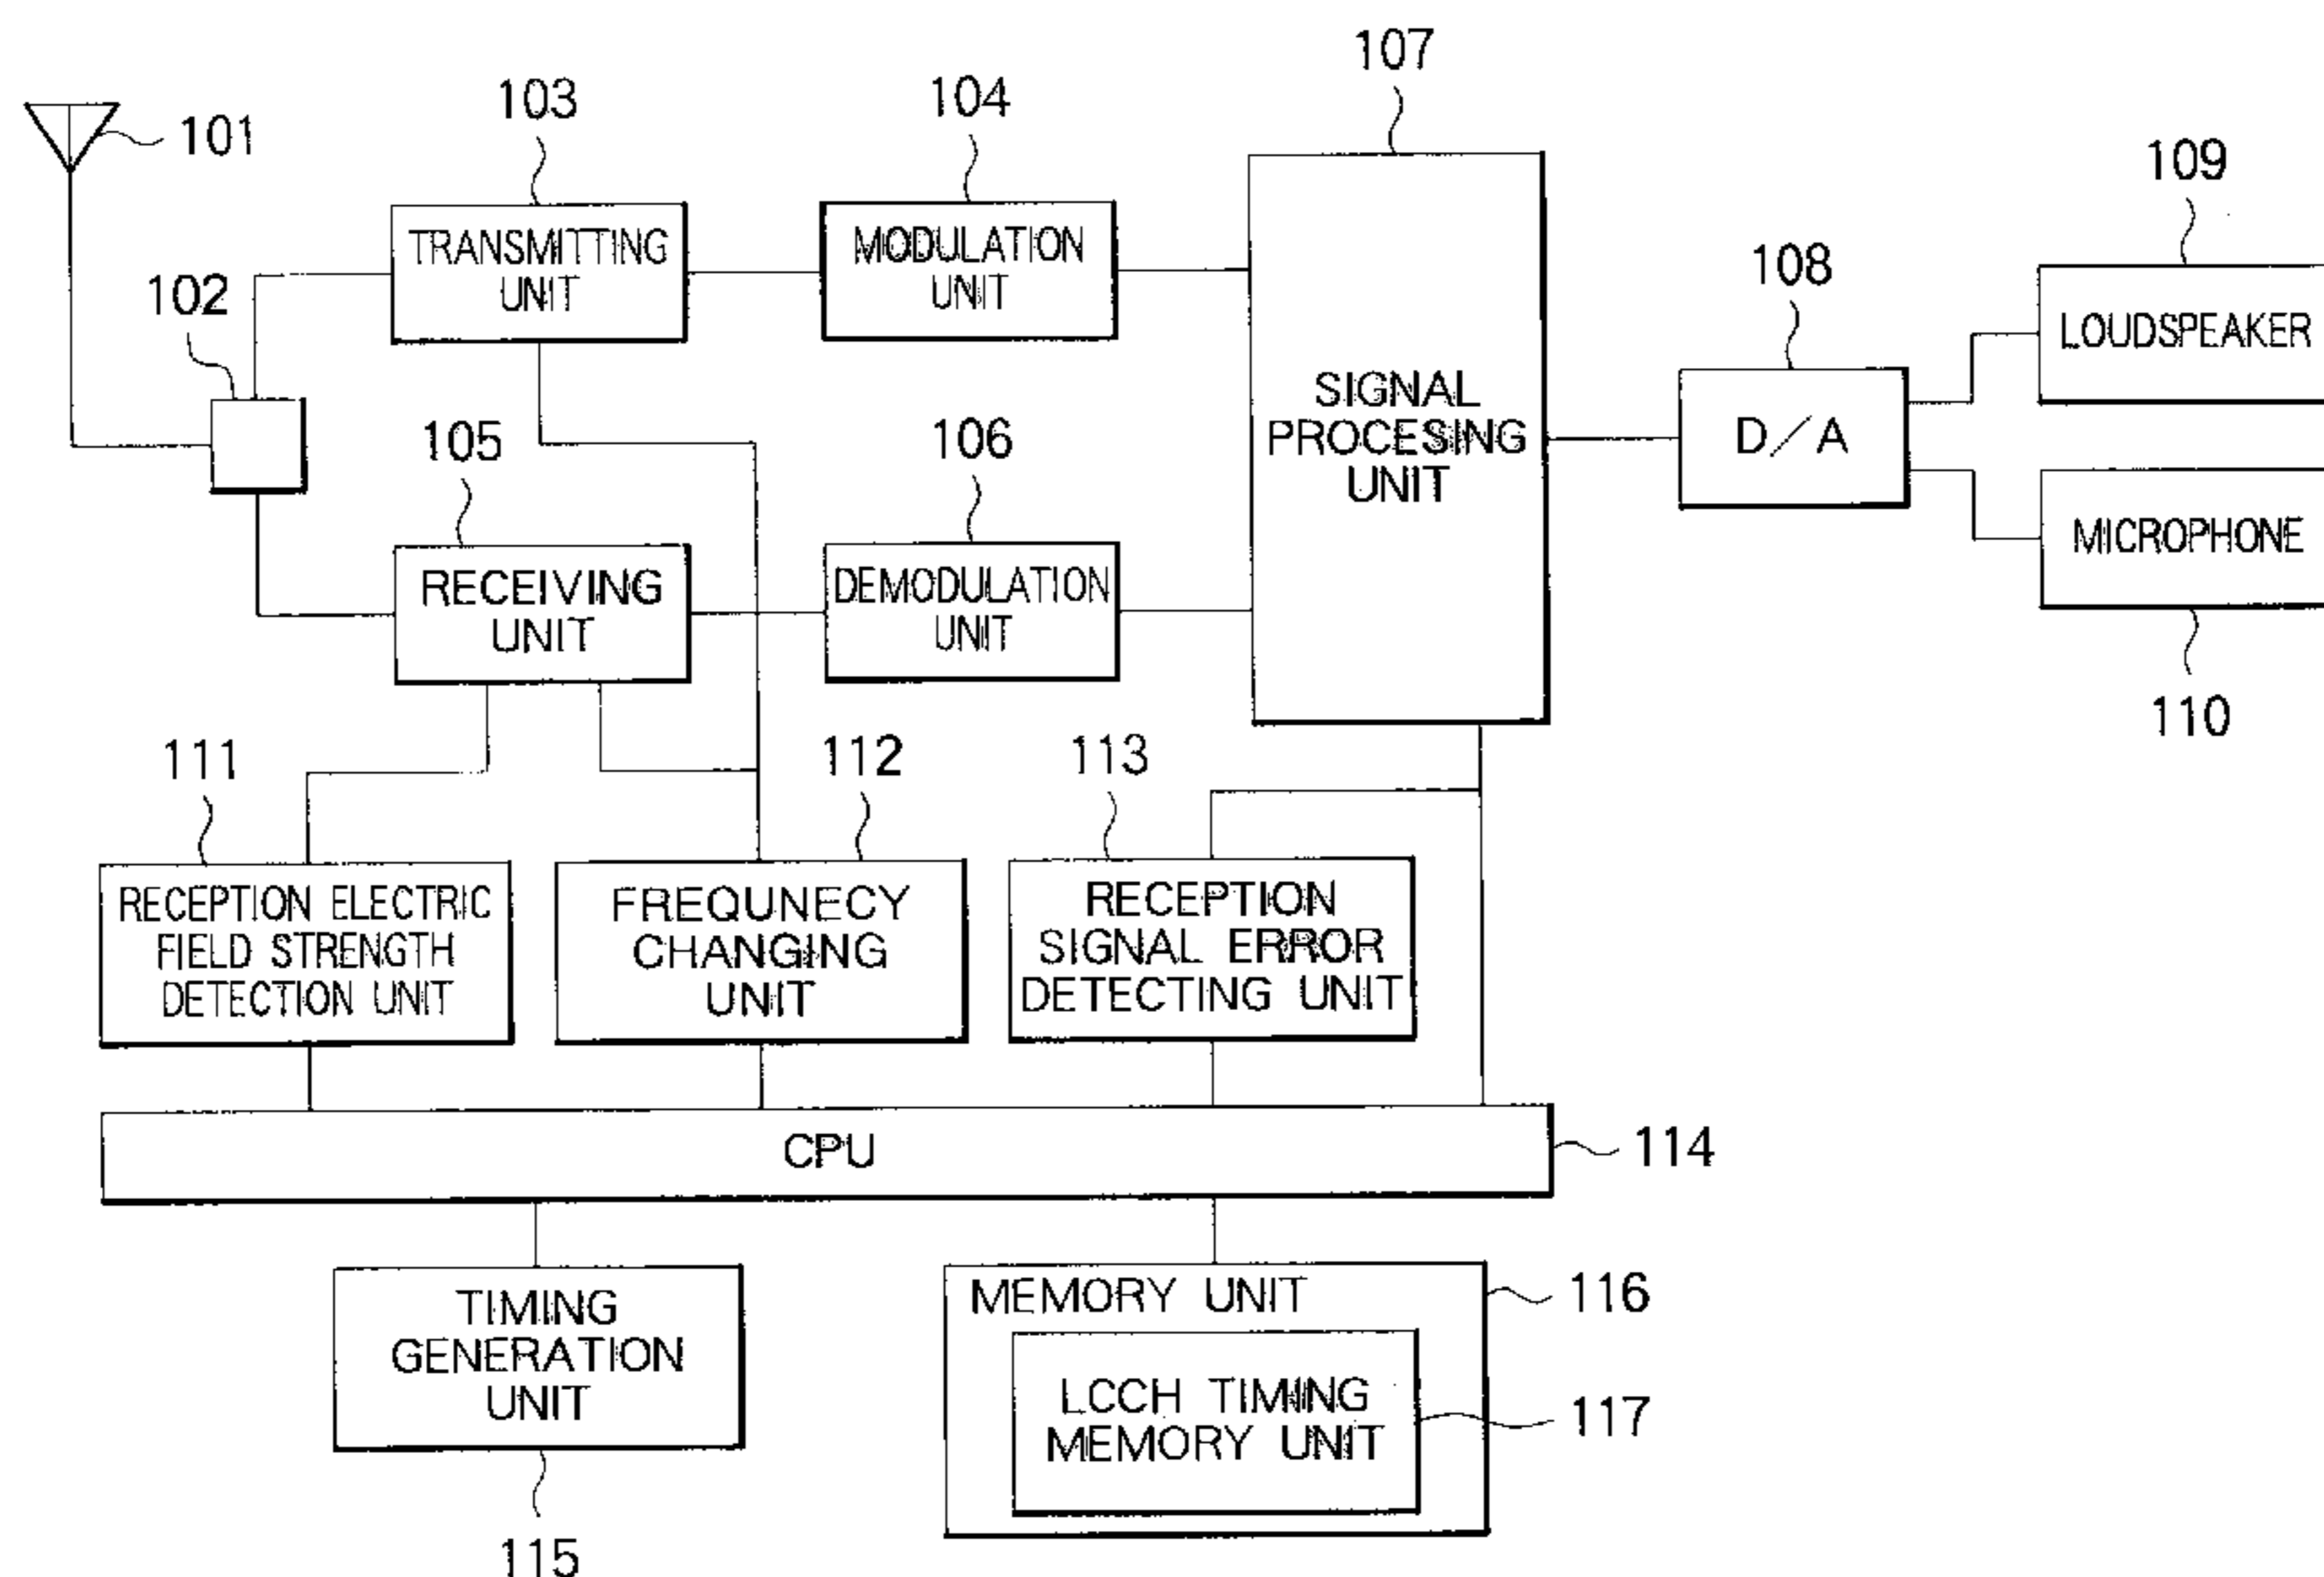 107
103
104
101
109
TRANSMITTING
UNIT
MODULATION
UNIT
108
102
LOUDSPEAKER
SIGNAL
PROCESING
UNIT
D/A
105
106
MICROPHONE
RECEIVING
UNIT
DEMODULATION
UNIT
110
111
112
113
RECEPTION ELECTRIC
FIELD STRENGTH
DETECTION UNIT
FREQUNECY
CHANGING
UNIT
RECEPTION
SIGNAL ERROR
DETECTING UNIT
CPU
114
TIMING
GENERATION
UNIT
MEMORY UNIT
116
LCCH TIMING
MEMORY UNIT
117
115